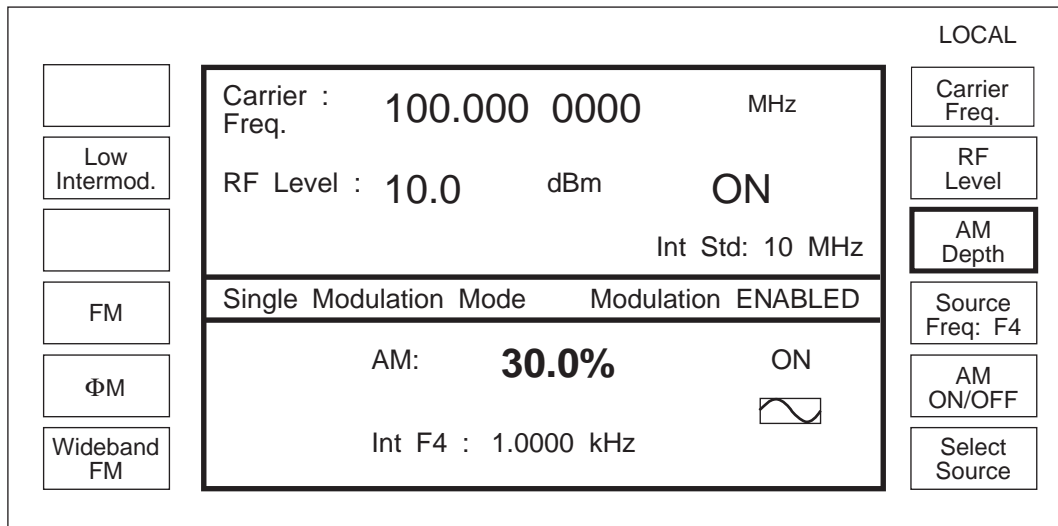 LOCAL
Low
Intermod.
FM
ΦM
Wideband
FM
Carrier :
Freq.
100.000 0000 MHz
RF Level : 10.0 dBm ON
Int Std: 10 MHz
Single Modulation Mode Modulation ENABLED
AM: 30.0% ON
Int F4 : 1.0000 kHz
Carrier
Freq.
RF
Level
AM
Depth
Source
Freq: F4
AM
ON/OFF
Select
Source